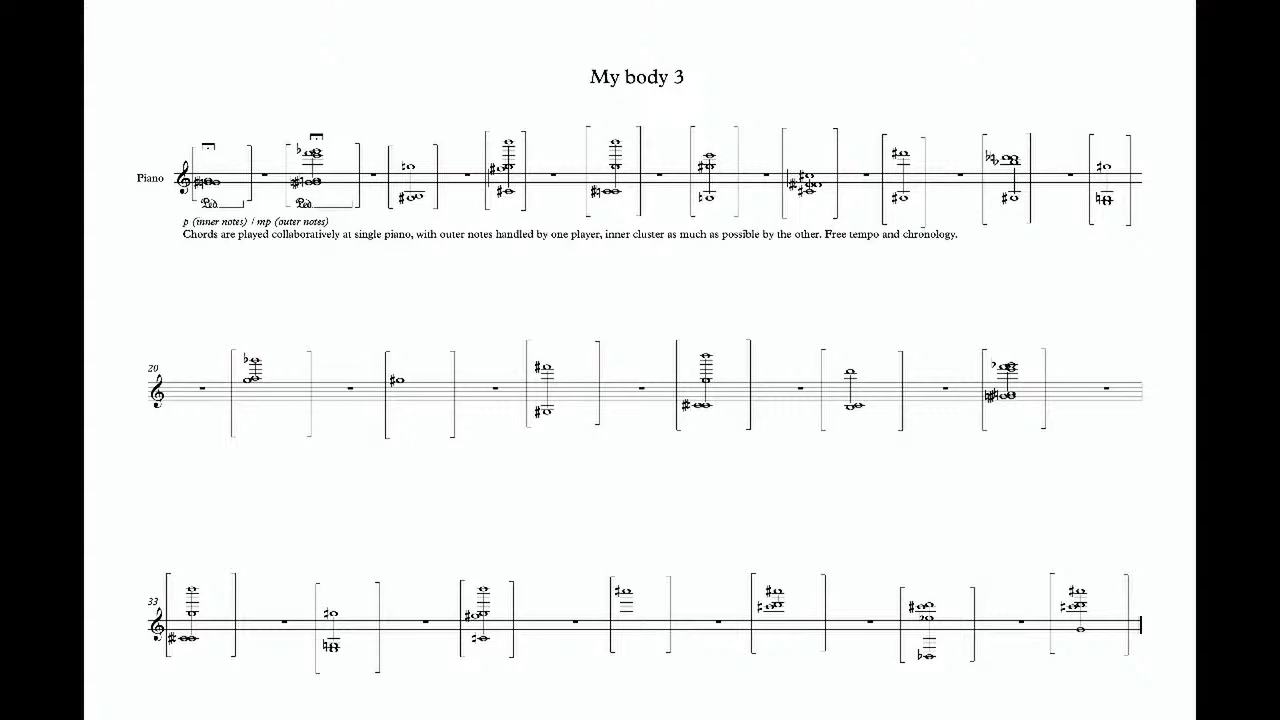 My body 3
Piano
Ped.
Ped.
p (inner notes) / mp (outer notes)
Chords are played collaboratively at single piano, with outer notes handled by one player, inner cluster as much as possible by the other. Free tempo and chronology.
20
33